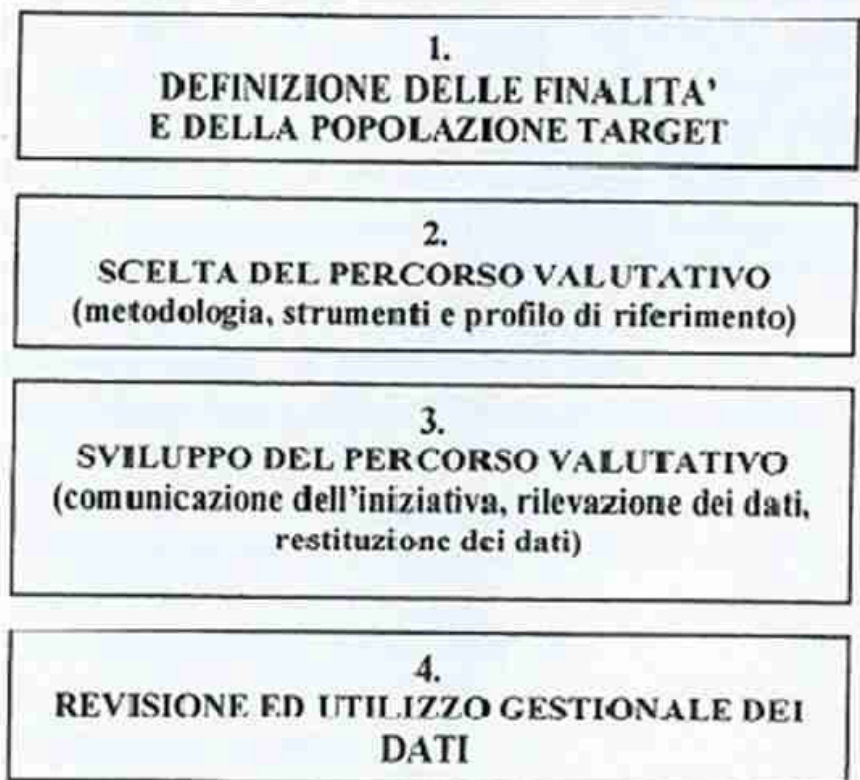 1.
DEFINIZIONE DELLE FINALITA'
E DELLA POPOLAZIONE TARGET
2.
SCELTA DEL PERCORSO VALUTATIVO
(metodologia, strumenti e profilo di riferimento)
3.
SVILUPPO DEL PERCORSO VALUTATIVO
(comunicazione dell'iniziativa, rilevazione dei dati,
restituzione dei dati)
4.
REVISIONE ED UTILIZZO GESTIONALE DEI
DATI